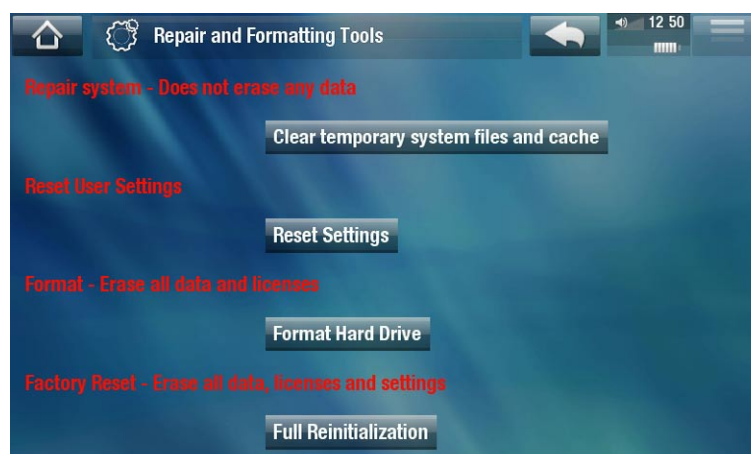 Repair and Formatting Tools
12 50
Repair system - Does not erase any data
Clear temporary system files and cache
Reset User Settings
Reset Settings
Format - Erase all data and licenses
Format Hard Drive
Factory Reset - Erase all data, licenses and settings
Full Reinitialization